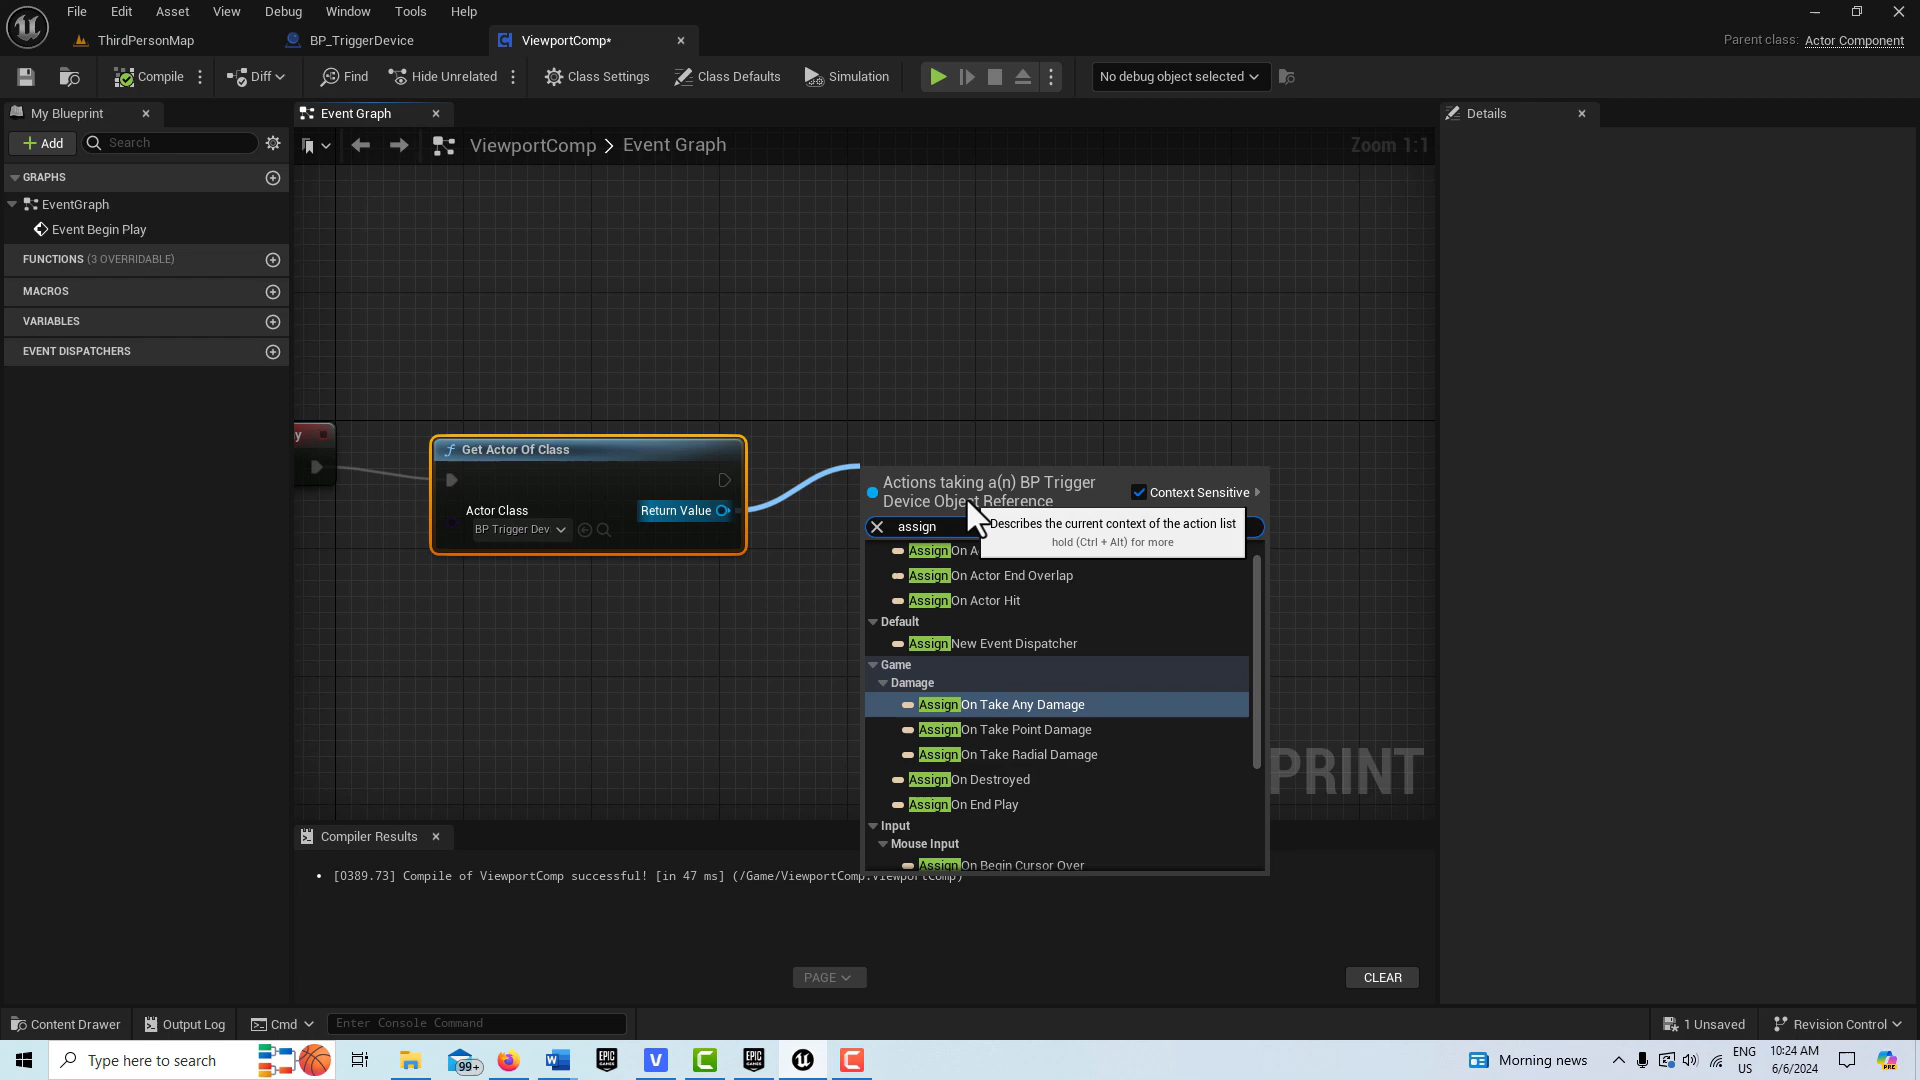 File Edit Asset View Debug Window Tools Help
ThirdPersonMap
BP_TriggerDevice
ViewportComp*
Parent class: Actor Component
Compile
Diff
Find
Hide Unrelated
Class Settings
Class Defaults
Simulation
No debug object selected
My Blueprint
Add
Search
GRAPHS
EventGraph
Event Begin Play
FUNCTIONS (3 OVERRIDABLE)
MACROS
VARIABLES
EVENT DISPATCHERS
Event Graph
ViewportComp > Event Graph
Zoom 1:1
Get Actor Of Class
Actor Class
BP Trigger Dev
Return Value
Actions taking a(n) BP Trigger
Device Object Reference
Context Sensitive
assign
Describes the current context of the action list
hold (Ctrl + Alt) for more
Assign On A
Assign On Actor End Overlap
Assign On Actor Hit
Default
Assign New Event Dispatcher
Game
Damage
Assign On Take Any Damage
Assign On Take Point Damage
Assign On Take Radial Damage
Assign On Destroyed
Assign On End Play
Input
Mouse Input
Assign On Begin Cursor Over
PRINT
Compiler Results
[0389.73] Compile of ViewportComp successful! [in 47 ms] (/Game/ViewportComp.ViewportComp)
PAGE
CLEAR
Details
Content Drawer
Output Log
Cmd
Enter Console Command
1 Unsaved
Revision Control
Type here to search
99+
Morning news
ENG
US
10:24 AM
6/6/2024